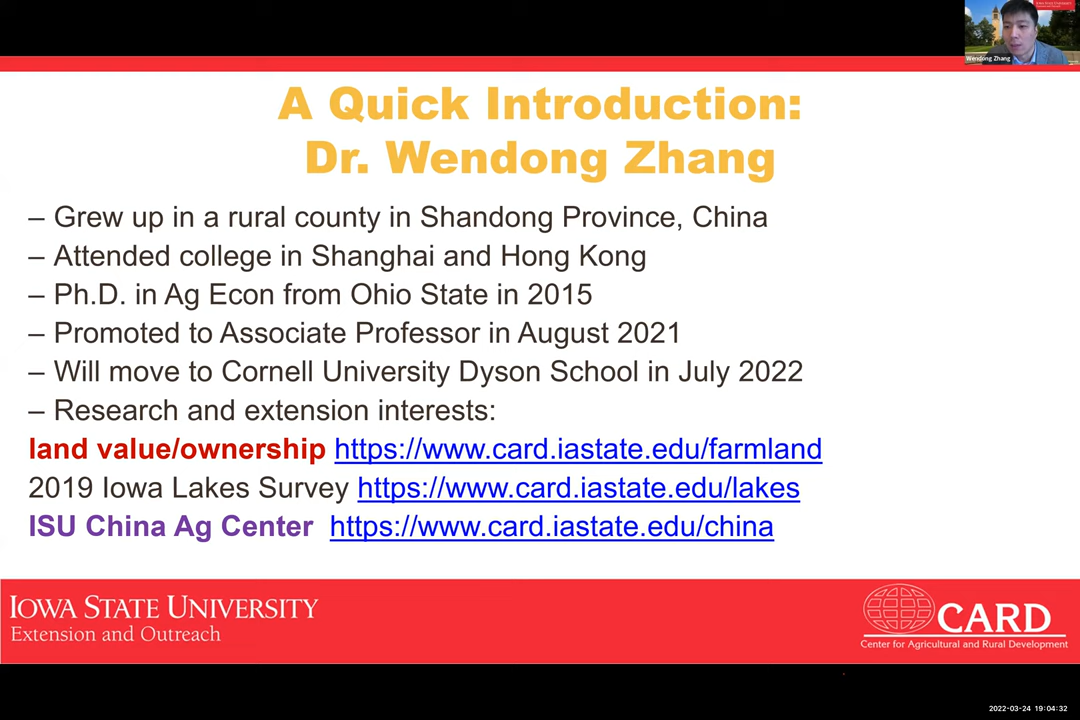 Wendong Zhang
A Quick Introduction:
Dr. Wendong Zhang
– Grew up in a rural county in Shandong Province, China
– Attended college in Shanghai and Hong Kong
– Ph.D. in Ag Econ from Ohio State in 2015
– Promoted to Associate Professor in August 2021
– Will move to Cornell University Dyson School in July 2022
– Research and extension interests:
land value/ownership https://www.card.iastate.edu/farmland
2019 Iowa Lakes Survey https://www.card.iastate.edu/lakes
ISU China Ag Center https://www.card.iastate.edu/china
IOWA STATE UNIVERSITY
Extension and Outreach
CARD
Center for Agricultural and Rural Development
2022-03-24 19:04:32